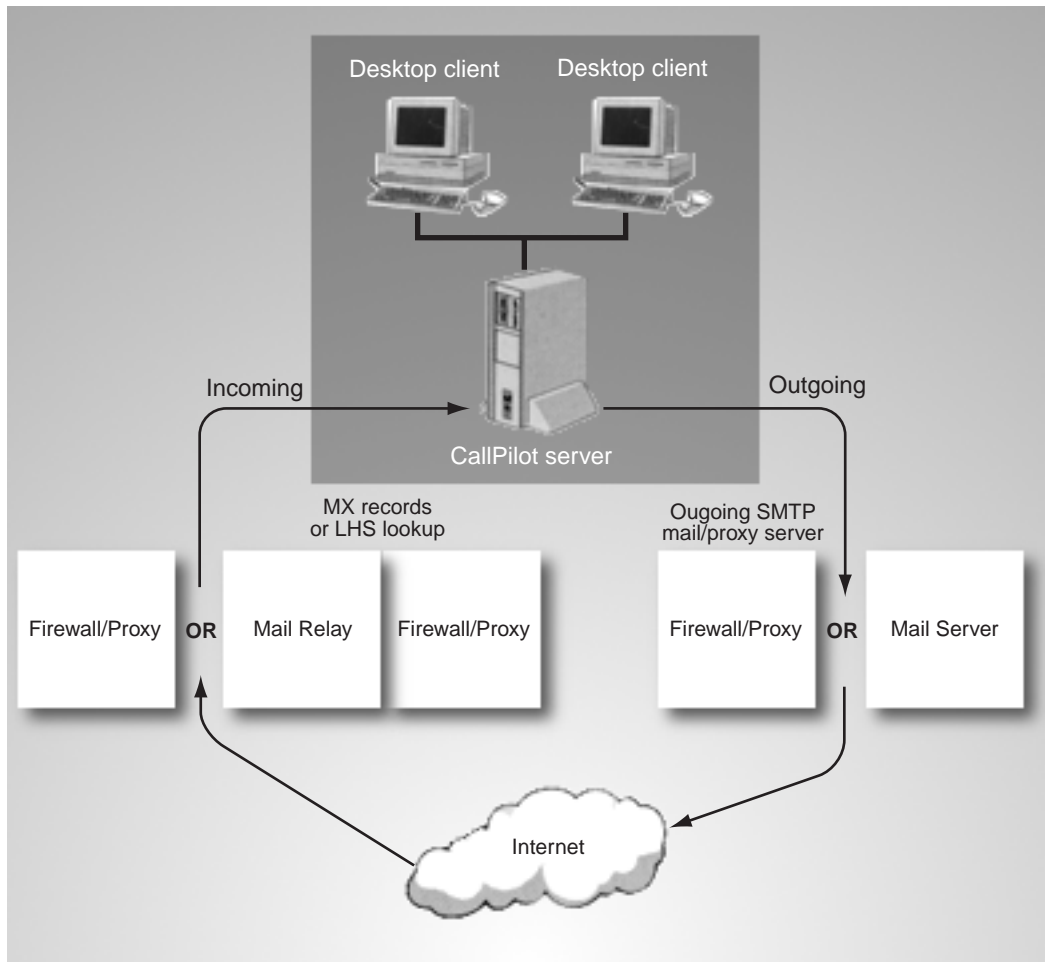 Desktop client
Desktop client
Incoming
Outgoing
CallPilot server
MX records
or LHS lookup
Ougoing SMTP
mail/proxy server
Firewall/Proxy
OR
Mail Relay
Firewall/Proxy
Firewall/Proxy
OR
Mail Server
Internet